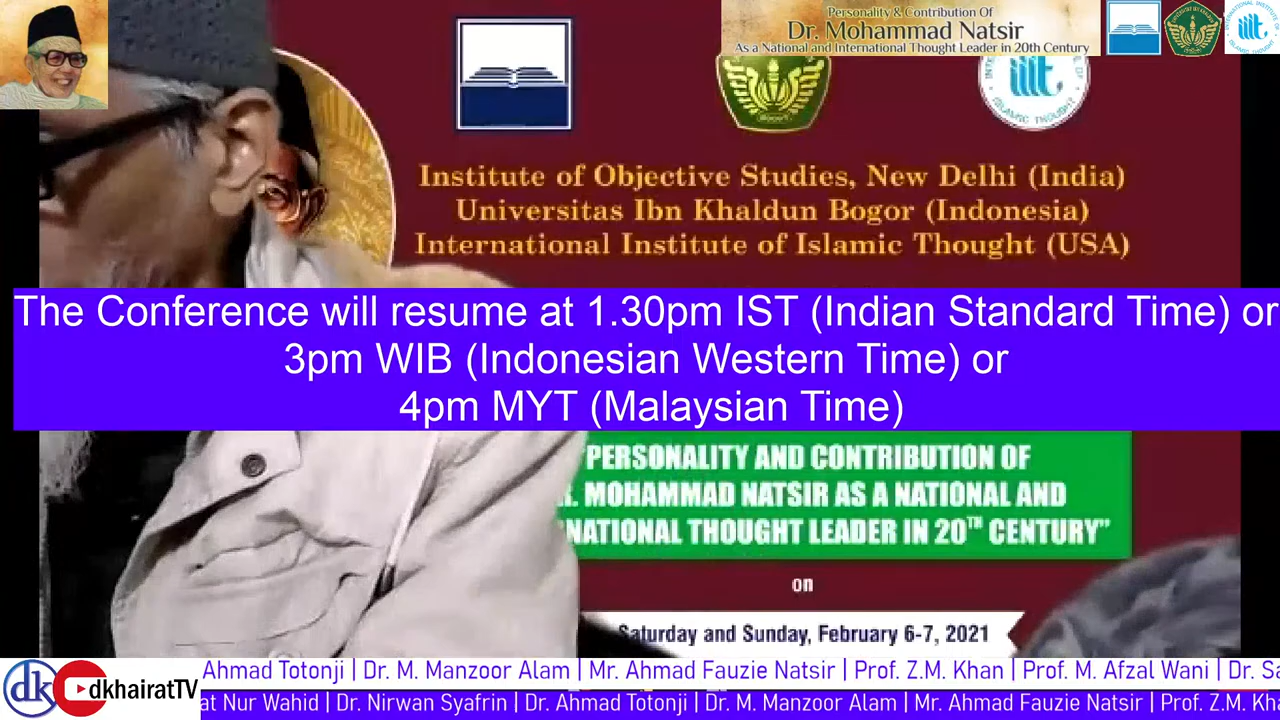 Personality & Contribution Of
Dr. Mohammad Natsir
As a National and International Thought Leader in 20th Century
Institute of Objective Studies, New Delhi (India)
Universitas Ibn Khaldun Bogor (Indonesia)
International Institute of Islamic Thought (USA)
The Conference will resume at 1.30pm IST (Indian Standard Time) or
3pm WIB (Indonesian Western Time) or
4pm MYT (Malaysian Time)
"PERSONALITY AND CONTRIBUTION OF
R. MOHAMMAD NATSIR AS A NATIONAL AND
NATIONAL THOUGHT LEADER IN 20TH CENTURY"
on
Saturday and Sunday, February 6-7, 2021
dk dkhairatTV
Ahmad Totonji | Dr. M. Manzoor Alam | Mr. Ahmad Fauzie Natsir | Prof. Z.M. Khan | Prof. M. Afzal Wani | Dr. Sa
at Nur Wahid | Dr. Nirwan Syafrin | Dr. Ahmad Totonji | Dr. M. Manzoor Alam | Mr. Ahmad Fauzie Natsir | Prof. Z.M. Kha